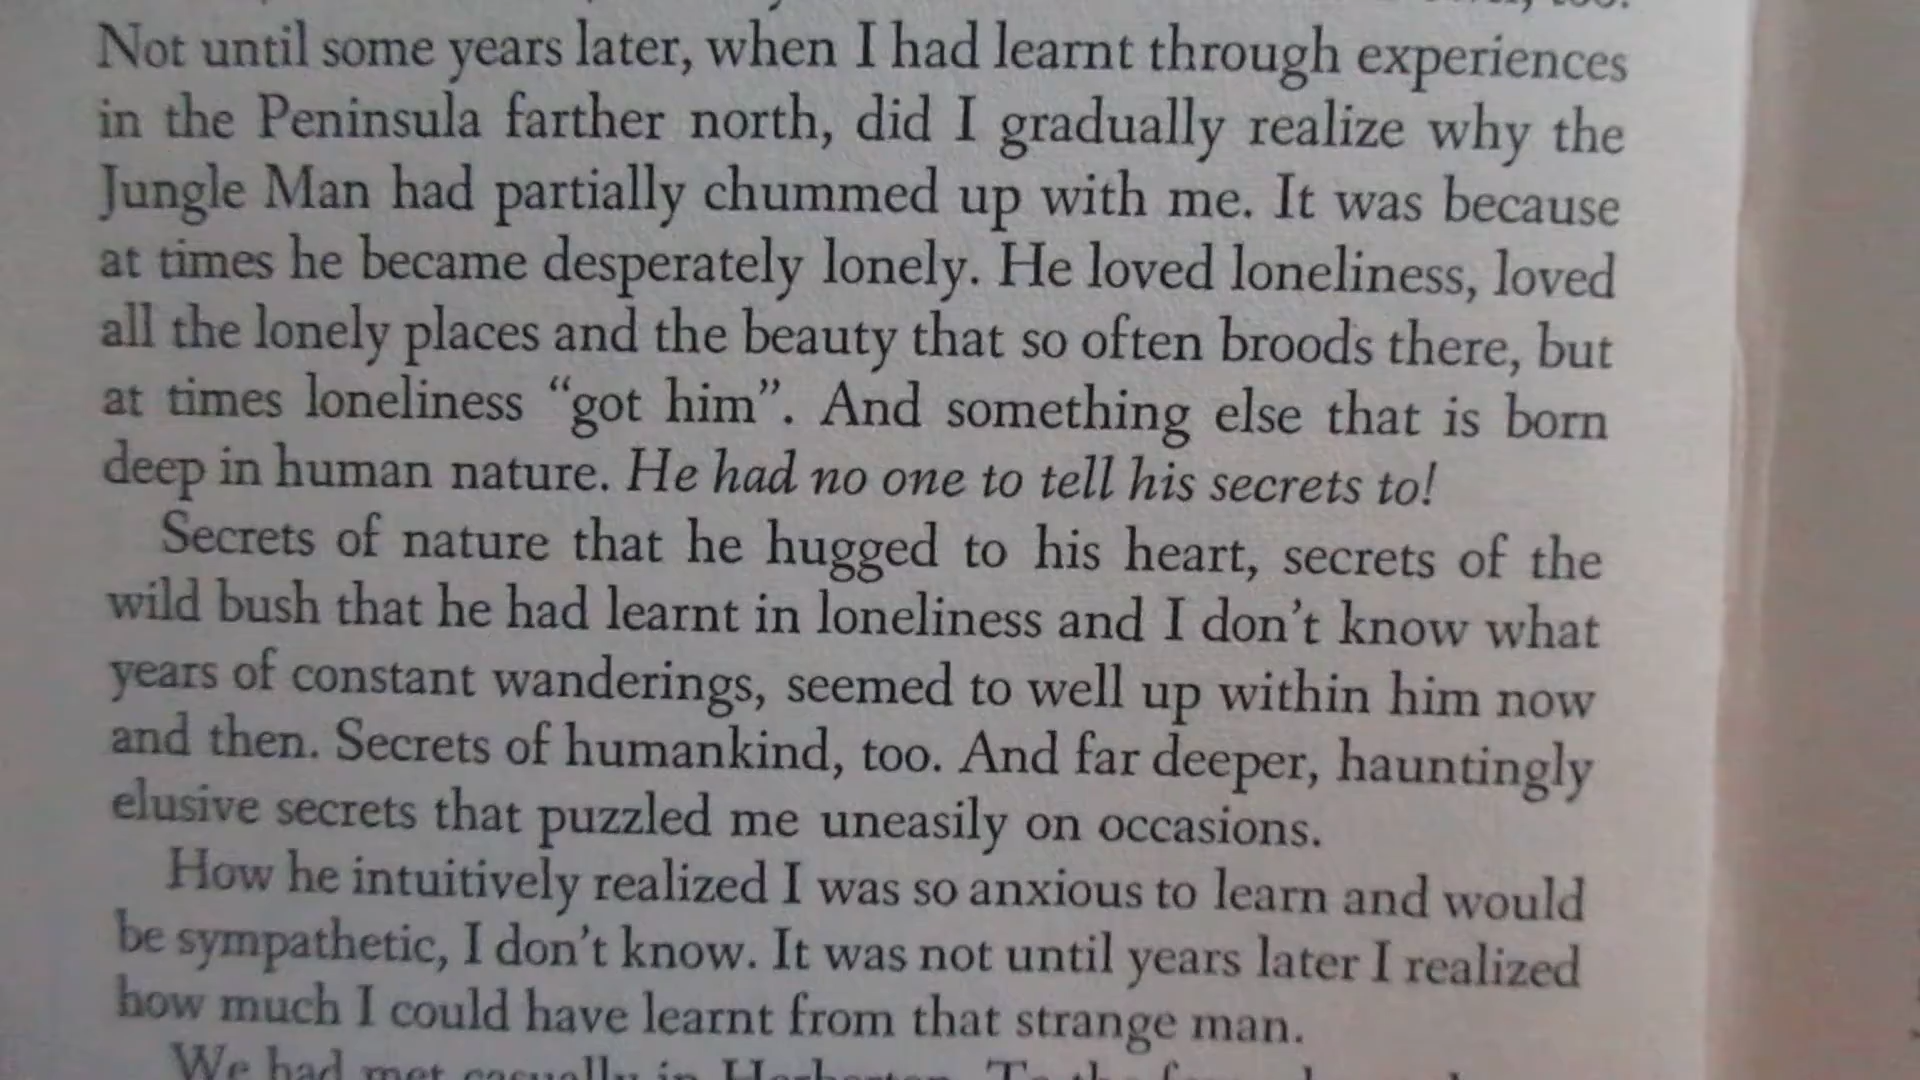 Not until some years later, when I had learnt through experiences
in the Peninsula farther north, did I gradually realize why the
Jungle Man had partially chummed up with me. It was because
at times he became desperately lonely. He loved loneliness, loved
all the lonely places and the beauty that so often broods there, but
at times loneliness “got him”. And something else that is born
deep in human nature. He had no one to tell his secrets to!
Secrets of nature that he hugged to his heart, secrets of the
wild bush that he had learnt in loneliness and I don’t know what
years of constant wanderings, seemed to well up within him now
and then. Secrets of humankind, too. And far deeper, hauntingly
elusive secrets that puzzled me uneasily on occasions.
How he intuitively realized I was so anxious to learn and would
be sympathetic, I don’t know. It was not until years later I realized
how much I could have learnt from that strange man.
We had met casually in Herberton. To the